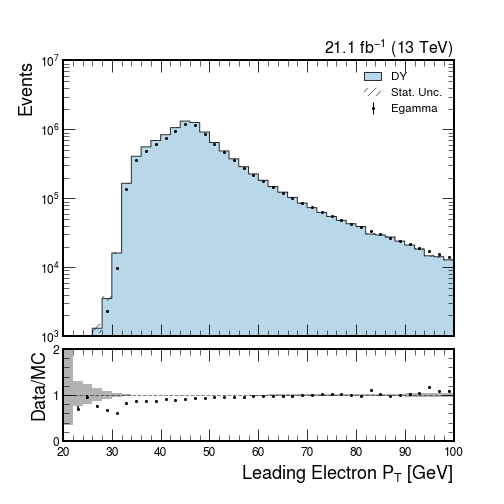 21.1 fb⁻¹ (13 TeV)
Events
10⁷
10⁶
10⁵
10⁴
10³
DY
Stat. Unc.
Egamma
Data/MC
2
1
0
20 30 40 50 60 70 80 90 100
Leading Electron P_T [GeV]